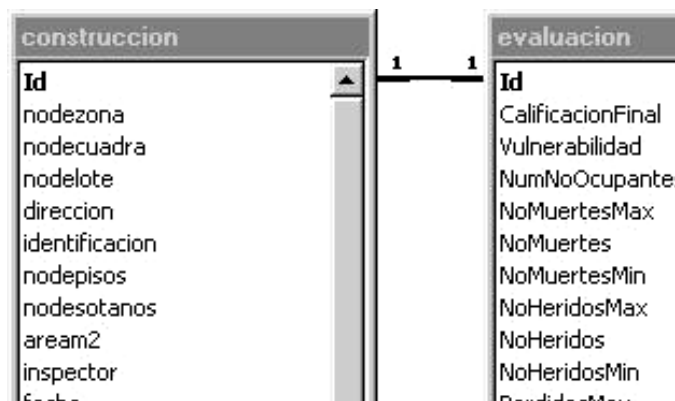 construccion
Id
nodezona
nodecuadra
nodelote
direccion
identificacion
nodepisos
nodesotanos
aream2
inspector
1 1
evaluacion
Id
CalificacionFinal
Vulnerabilidad
NumNoOcupantes
NoMuertesMax
NoMuertes
NoMuertesMin
NoHeridosMax
NoHeridos
NoHeridosMin